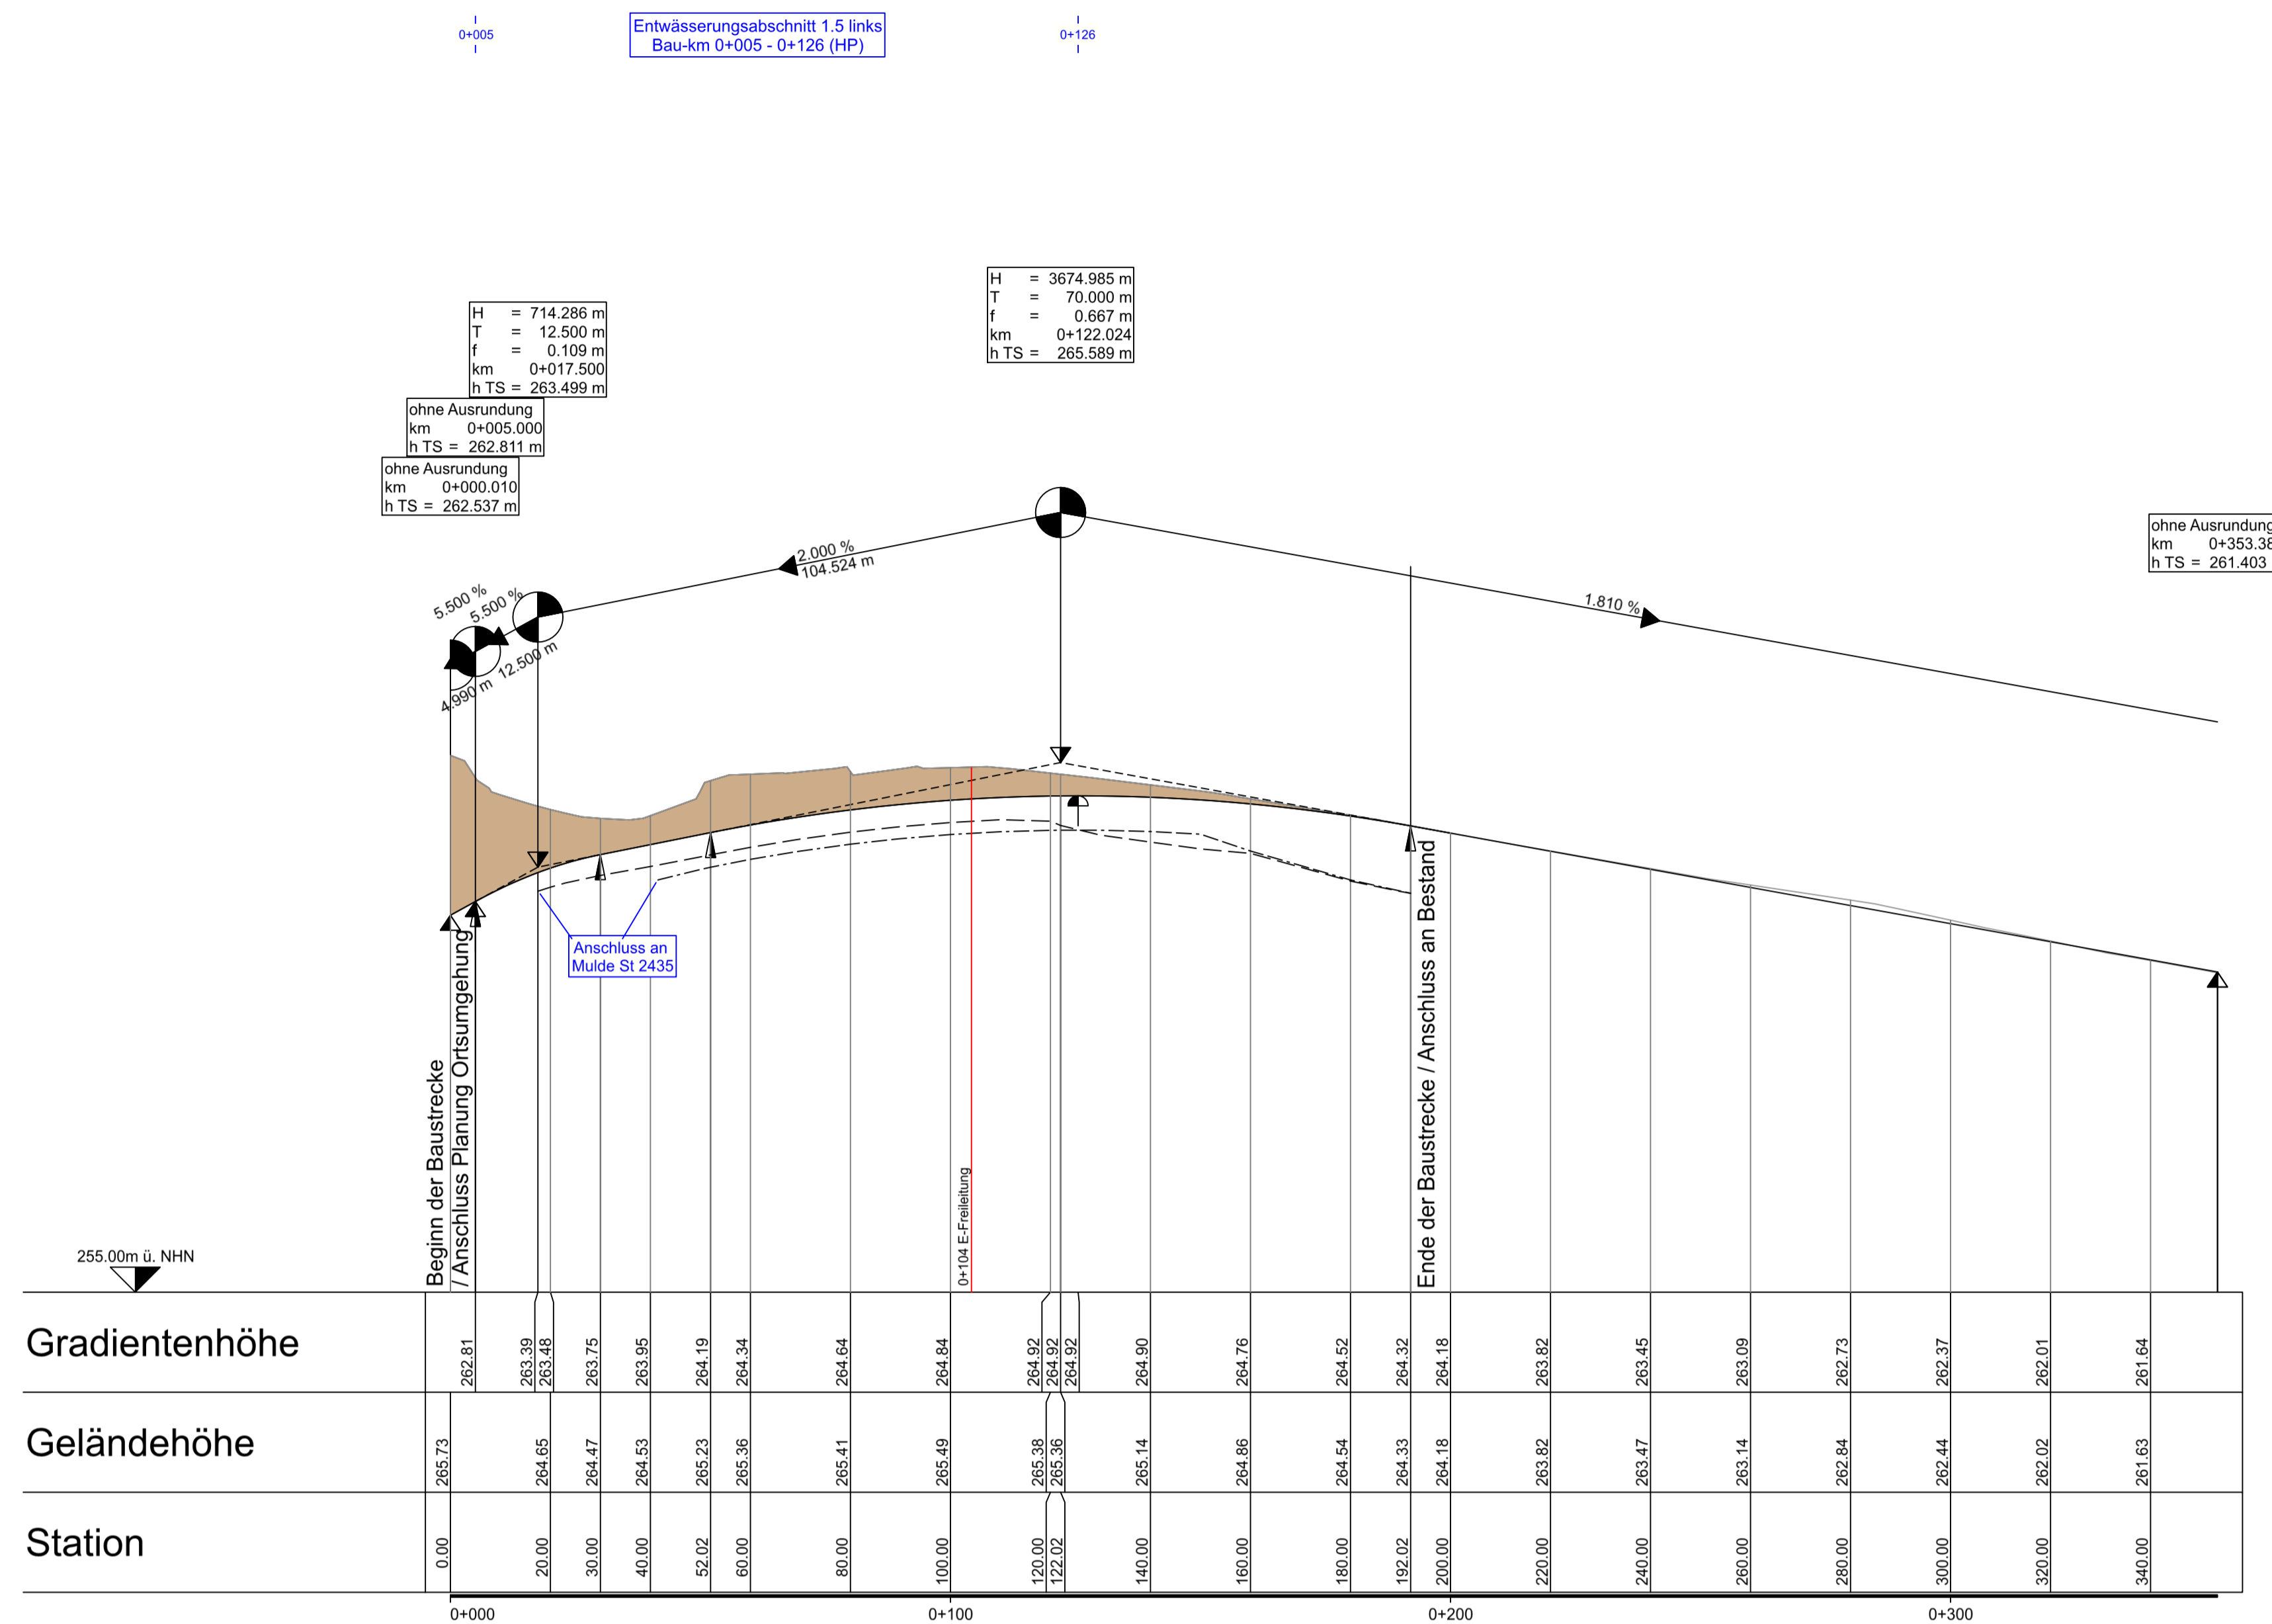 0+005
Entwässerungsabschnitt 1.5 links
Bau-km 0+005 - 0+126 (HP)
0+126
H = 3674.985 m
T = 70.000 m
f = 0.667 m
km 0+122.024
h TS = 265.589 m
H = 714.286 m
T = 12.500 m
f = 0.109 m
km 0+017.500
h TS = 263.499 m
ohne Ausrundung
km 0+005.000
h TS = 262.811 m
ohne Ausrundung
km 0+000.010
h TS = 262.537 m
ohne Ausrundung
km 0+353.38
h TS = 261.403
2.000 %
104.524 m
5.500 %
5.500 %
4.990 m
12.500 m
1.810 %
Anschluss an
Mulde St 2435
Beginn der Baustrecke
/ Anschluss Planung Ortsumgehung
0+104 E-Freileitung
Ende der Baustrecke / Anschluss an Bestand
255.00m ü. NHN
Gradientenhöhe
262.81 263.39 263.48 263.75 263.95 264.19 264.34 264.64 264.84 264.92 264.92 264.92 264.90 264.76 264.52 264.32 264.18 263.82 263.45 263.09 262.73 262.37 262.01 261.64
Geländehöhe
265.73 264.65 264.47 264.53 265.23 265.36 265.41 265.49 265.38 265.36 265.14 264.86 264.54 264.33 264.18 263.82 263.47 263.14 262.84 262.44 262.02 261.63
Station
0.00 20.00 30.00 40.00 52.02 60.00 80.00 100.00 120.00 122.02 140.00 160.00 180.00 192.02 200.00 220.00 240.00 260.00 280.00 300.00 320.00 340.00
0+000 0+100 0+200 0+300